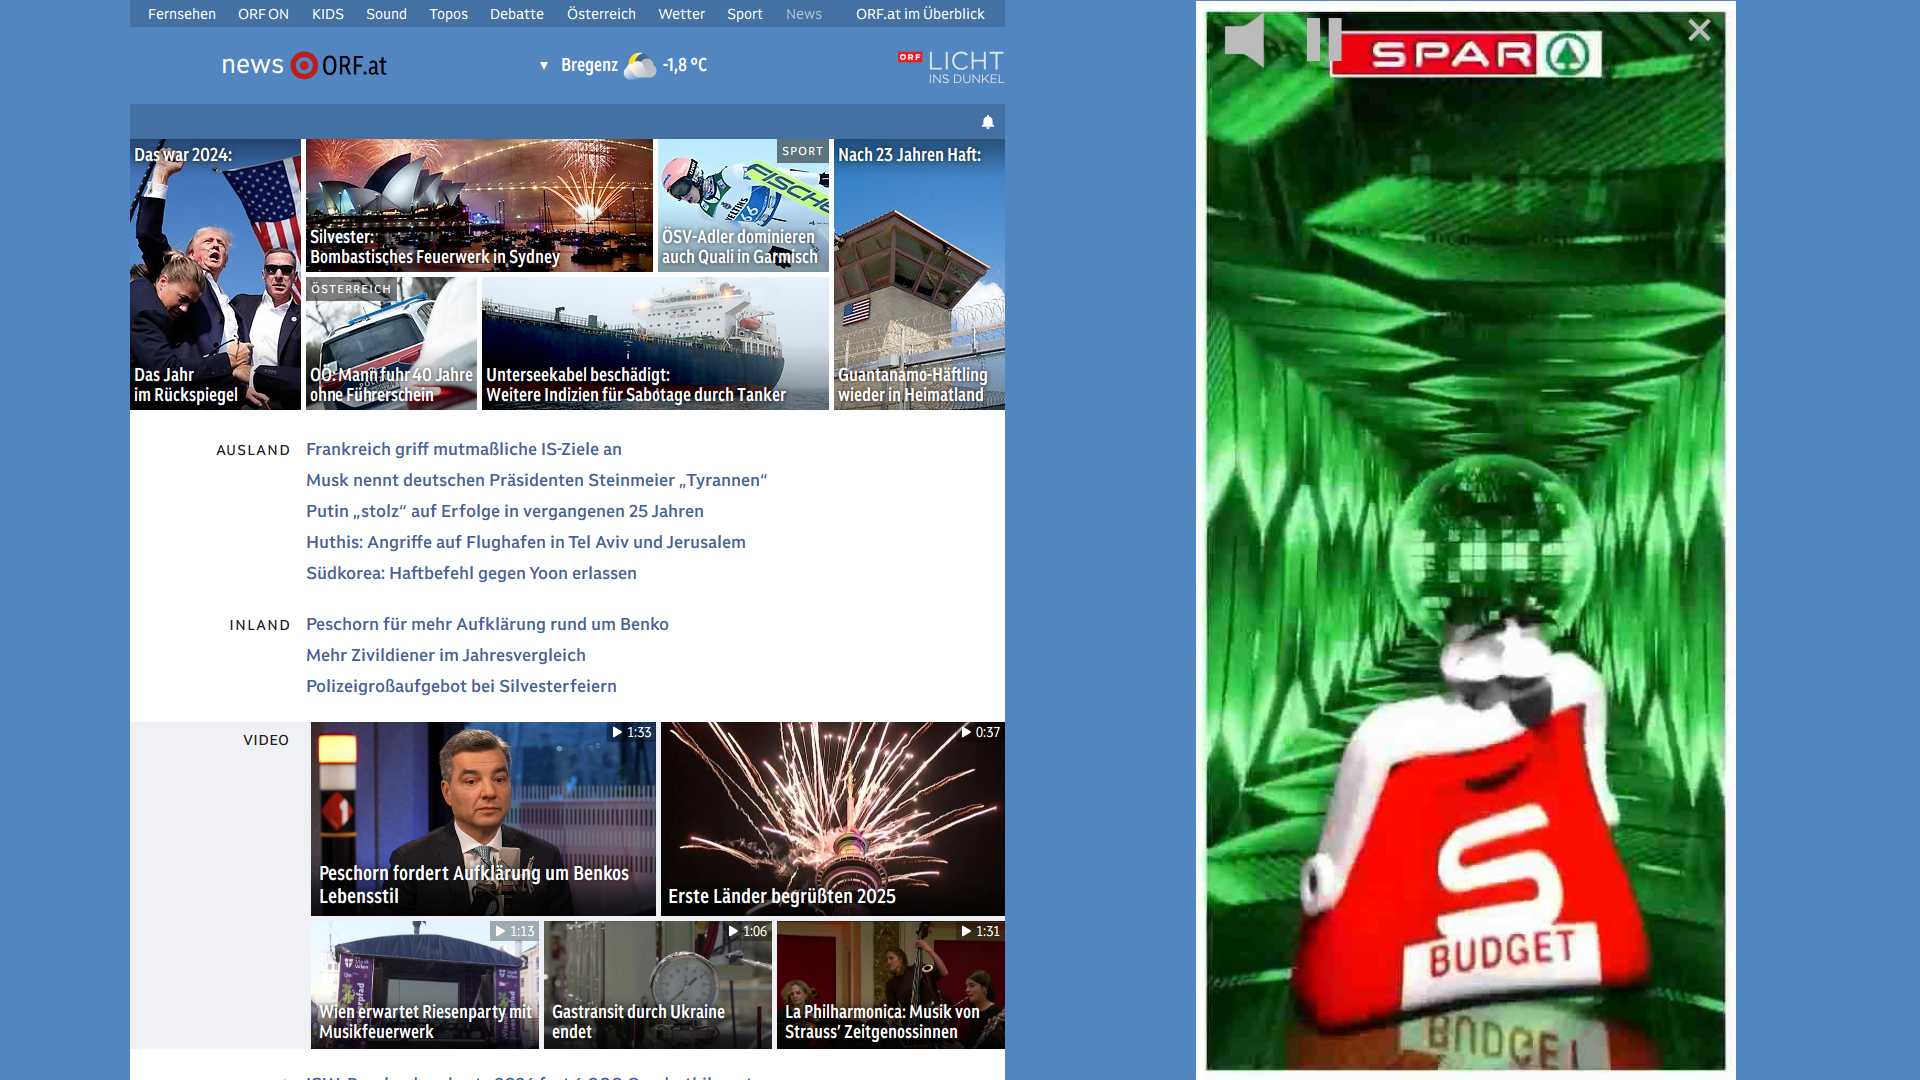 Fernsehen ORF ON KIDS Sound Topos Debatte Österreich Wetter Sport News ORF.at im Überblick
news ORF.at
Bregenz -1,8 °C
ORF LICHT
INS DUNKEL
Das war 2024:
Das Jahr
im Rückspiegel
Silvester:
Bombastisches Feuerwerk in Sydney
SPORT
FISCHE
ÖSV-Adler dominieren
auch Quali in Garmisch
Nach 23 Jahren Haft:
Guantanamo-Häftling
wieder in Heimatland
ÖSTERREICH
OÖ: Mann fuhr 40 Jahre
ohne Führerschein
Unterseekabel beschädigt:
Weitere Indizien für Sabotage durch Tanker
AUSLAND
Frankreich griff mutmaßliche IS-Ziele an
Musk nennt deutschen Präsidenten Steinmeier „Tyrannen“
Putin „stolz“ auf Erfolge in vergangenen 25 Jahren
Huthis: Angriffe auf Flughafen in Tel Aviv und Jerusalem
Südkorea: Haftbefehl gegen Yoon erlassen
INLAND
Peschorn für mehr Aufklärung rund um Benko
Mehr Zivildiener im Jahresvergleich
Polizeigroßaufgebot bei Silvesterfeiern
VIDEO
1:33
Peschorn fordert Aufklärung um Benkos
Lebensstil
0:37
Erste Länder begrüßten 2025
1:13
Wien erwartet Riesenparty mit
Musikfeuerwerk
1:06
Gastransit durch Ukraine
endet
1:31
La Philharmonica: Musik von
Strauss’ Zeitgenossinnen
SPAR
S
BUDGET